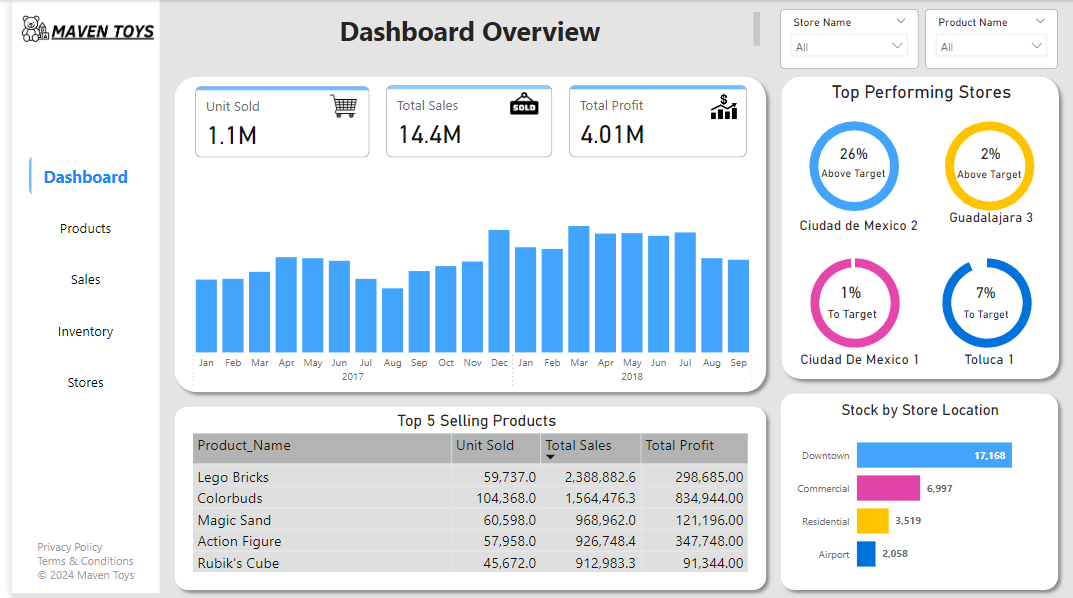 MAVEN TOYS
Dashboard Overview
Store Name
All
Product Name
All
Dashboard
Products
Sales
Inventory
Stores
Privacy Policy
Terms & Conditions
© 2024 Maven Toys
Unit Sold
1.1M
Total Sales
SOLD
14.4M
Total Profit
$
4.01M
Jan Feb Mar Apr May Jun Jul Aug Sep Oct Nov Dec Jan Feb Mar Apr May Jun Jul Aug Sep
2017 2018
Top 5 Selling Products
Product_Name Unit Sold Total Sales Total Profit
Lego Bricks 59,737.0 2,388,882.6 298,685.00
Colorbuds 104,368.0 1,564,476.3 834,944.00
Magic Sand 60,598.0 968,962.0 121,196.00
Action Figure 57,958.0 926,748.4 347,748.00
Rubik's Cube 45,672.0 912,983.3 91,344.00
Top Performing Stores
26%
Above Target
Ciudad de Mexico 2
2%
Above Target
Guadalajara 3
1%
To Target
Ciudad De Mexico 1
7%
To Target
Toluca 1
Stock by Store Location
Downtown 17,168
Commercial 6,997
Residential 3,519
Airport 2,058